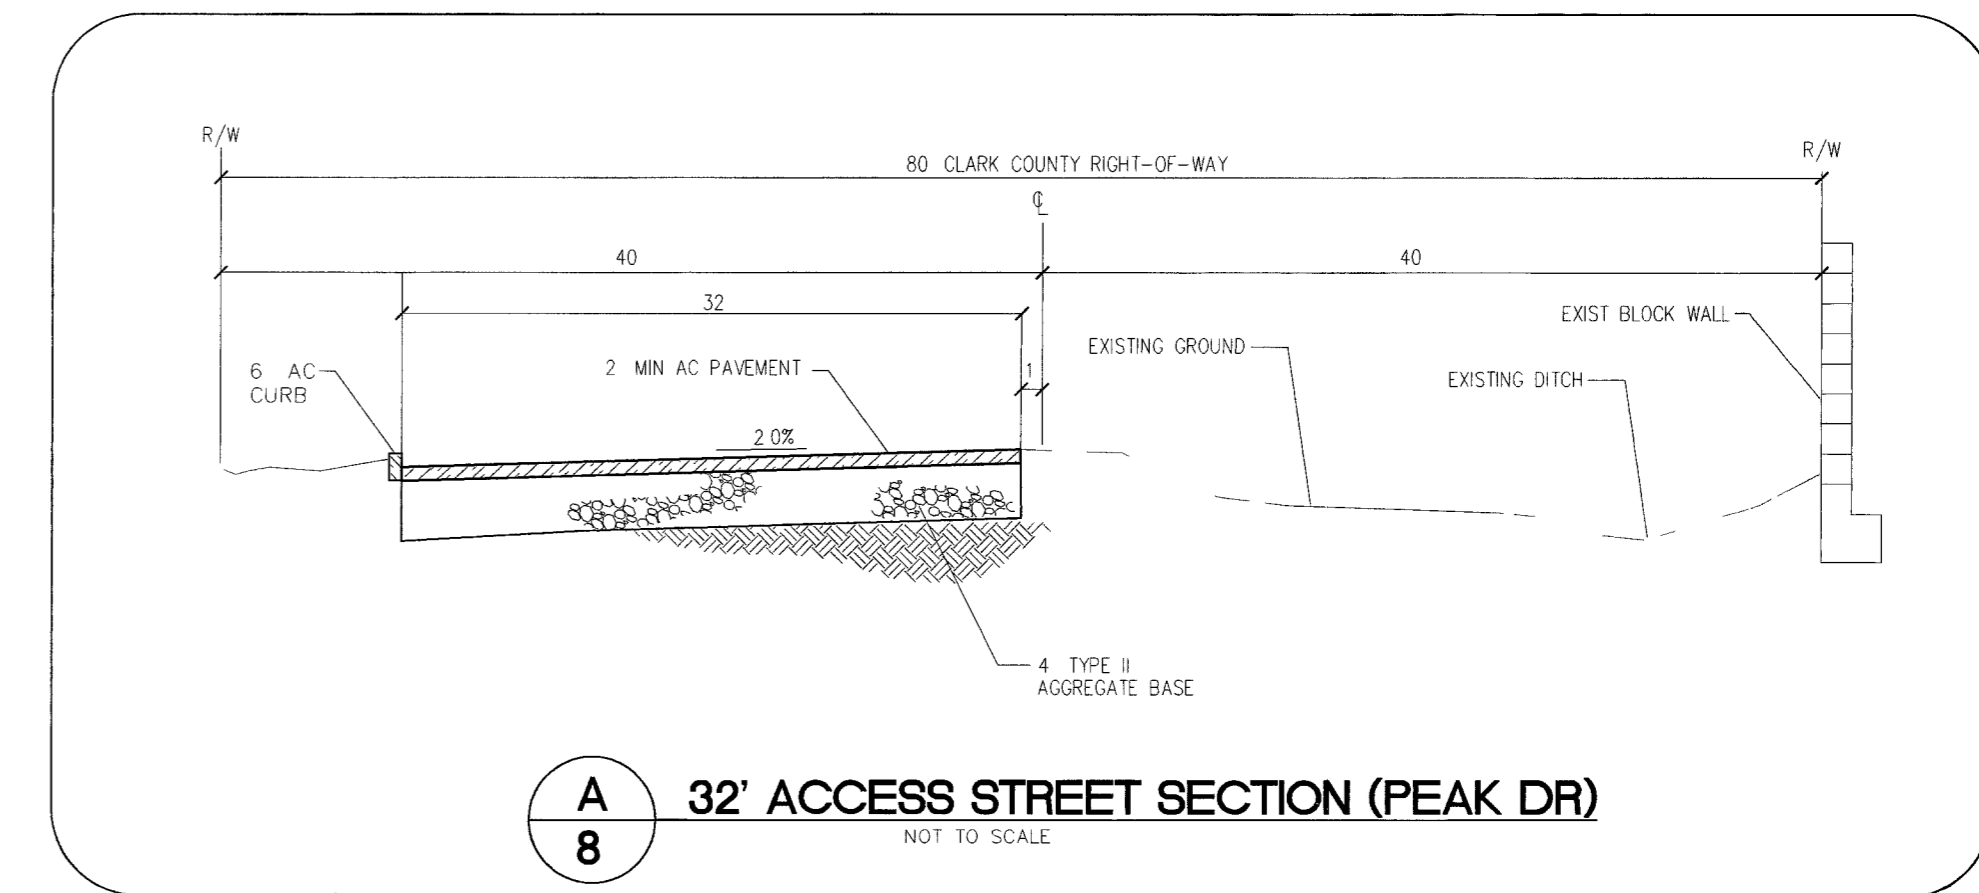 R/W
R/W
80 CLARK COUNTY RIGHT-OF-WAY
℄
40
40
32
EXIST BLOCK WALL
EXISTING GROUND
1
6 AC
CURB
2 MIN AC PAVEMENT
EXISTING DITCH
2 0%
4 TYPE II
AGGREGATE BASE
A
8
32' ACCESS STREET SECTION (PEAK DR)
NOT TO SCALE